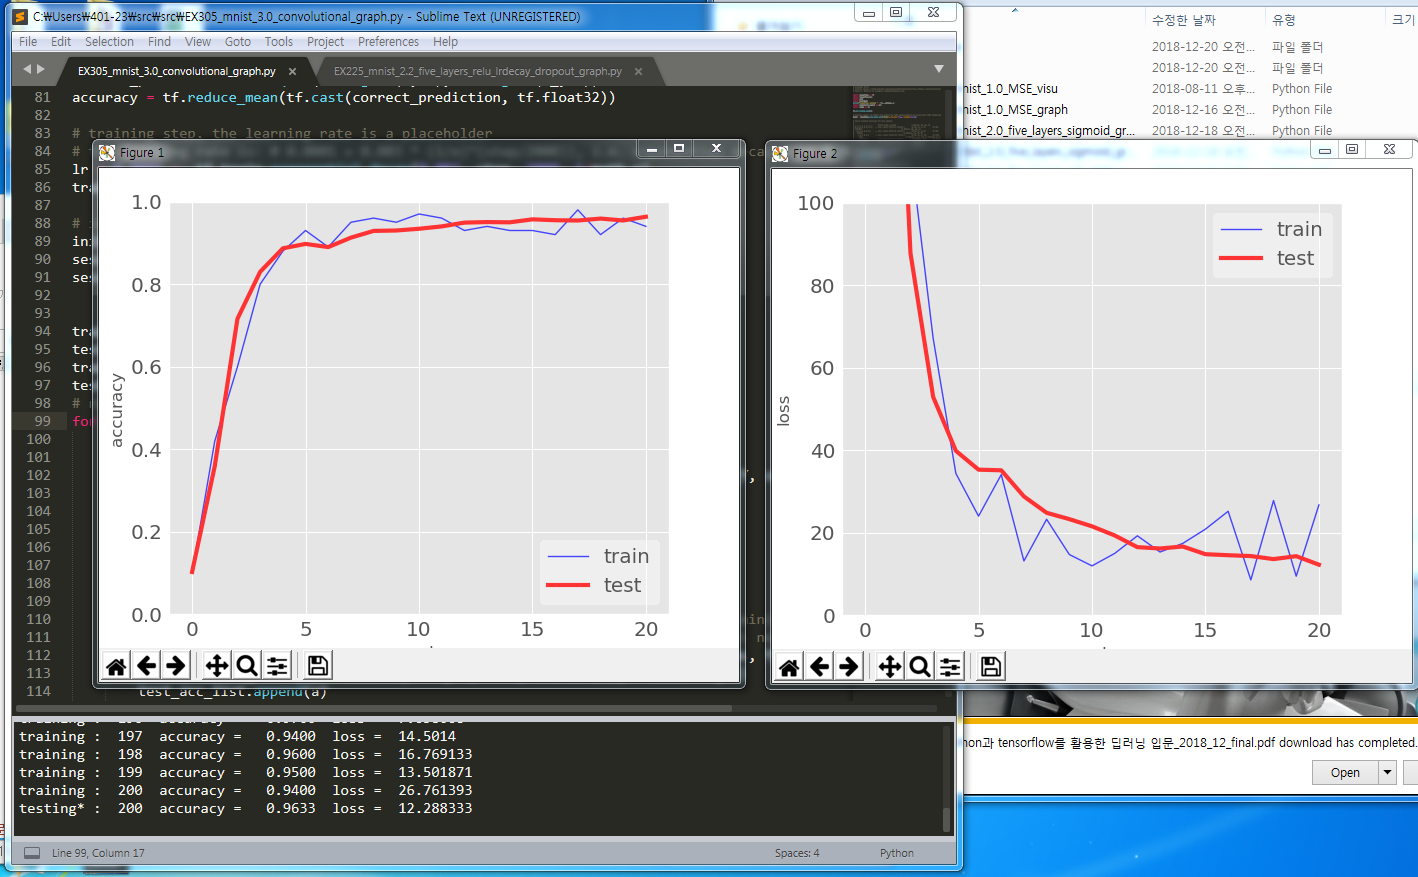 C:\Users\401-23\src\src\EX305_mnist_3.0_convolutional_graph.py - Sublime Text (UNREGISTERED)
File Edit Selection Find View Goto Tools Project Preferences Help
EX305_mnist_3.0_convolutional_graph.py × EX225_mnist_2.2_five_layers_relu_lrdecay_dropout_graph.py ×
81 accuracy = tf.reduce_mean(tf.cast(correct_prediction, tf.float32))
82
83 # training step. the learning rate is a placeholder
84 #
85 lr
86 tra
87
88 #
89 in
90 ses
91 ses
92
93
94 tra
95 tes
96 tra
97 tes
98 #
99 for
100
101
102
103
104
105
106
107
108
109
110
111
112
113
114 test_acc_list.append(a)
Figure 1
1.0
0.8
0.6
0.4
0.2
0.0
accuracy
train
test
0 5 10 15 20
Figure 2
100
80
60
40
20
0
loss
train
test
0 5 10 15 20
training : 197 accuracy = 0.9400 loss = 14.5014
training : 198 accuracy = 0.9600 loss = 16.769133
training : 199 accuracy = 0.9500 loss = 13.501871
training : 200 accuracy = 0.9400 loss = 26.761393
testing* : 200 accuracy = 0.9633 loss = 12.288333
Line 99, Column 17 Spaces: 4 Python
수정한 날짜 유형 크기
2018-12-20 오전... 파일 폴더
2018-12-20 오전... 파일 폴더
nist_1.0_MSE_visu 2018-08-11 오후... Python File
nist_1.0_MSE_graph 2018-12-16 오전... Python File
nist_2.0_five_layers_sigmoid_gr... 2018-12-18 오전... Python File
hon과 tensorflow를 활용한 딥러닝 입문_2018_12_final.pdf download has completed.
Open